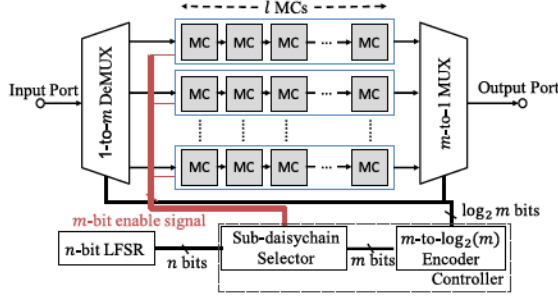 l MCs
MC MC MC ... MC
Input Port
1-to-m DeMUX
MC MC MC ... MC
m-to-1 MUX
Output Port
... ...
MC MC MC ... MC
m-bit enable signal
log₂ m bits
n-bit LFSR
n bits
Sub-daisychain
Selector
m bits
m-to-log₂(m)
Encoder
Controller